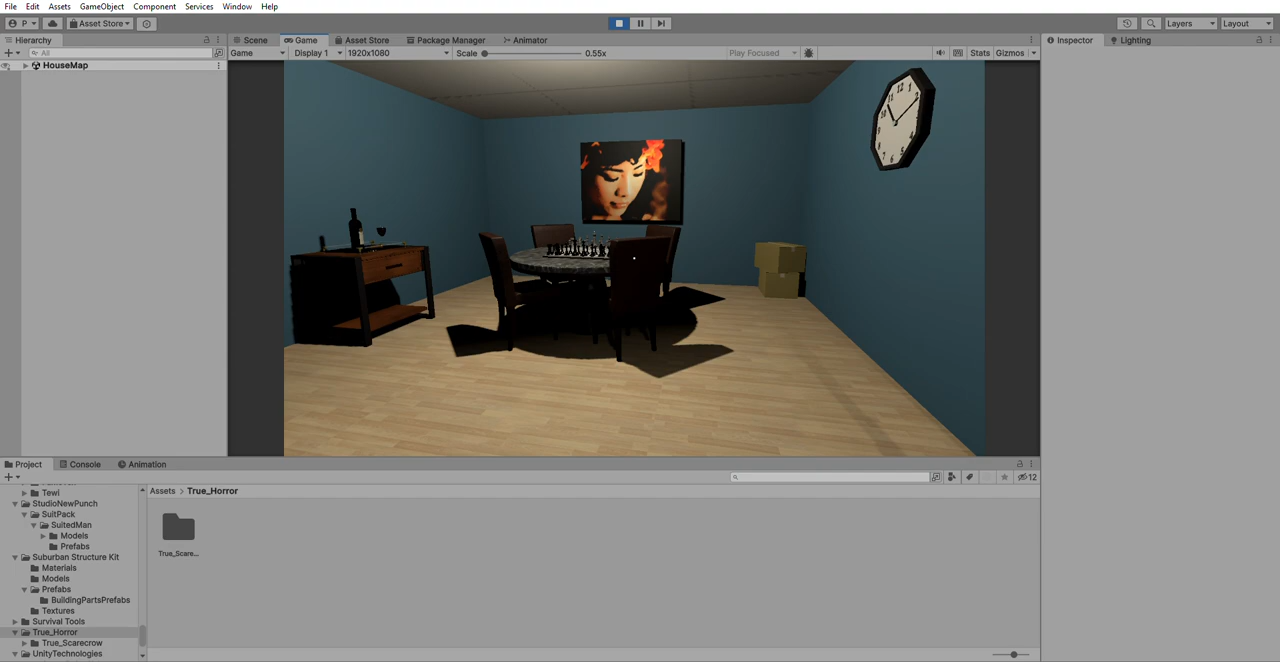 File Edit Assets GameObject Component Services Window Help
P Asset Store Layers Layout
Hierarchy Scene Game Asset Store Package Manager Animator Inspector Lighting
All Game Display 1 1920x1080 Scale 0.55x Play Focused Stats Gizmos
HouseMap
Project Console Animation
12
Tewi
StudioNewPunch
SuitPack
SuitedMan
Models
Prefabs
Suburban Structure Kit
Materials
Models
Prefabs
BuildingPartsPrefabs
Textures
Survival Tools
True_Horror
True_Scarecrow
UnityTechnologies
Assets > True_Horror
True_Scare...